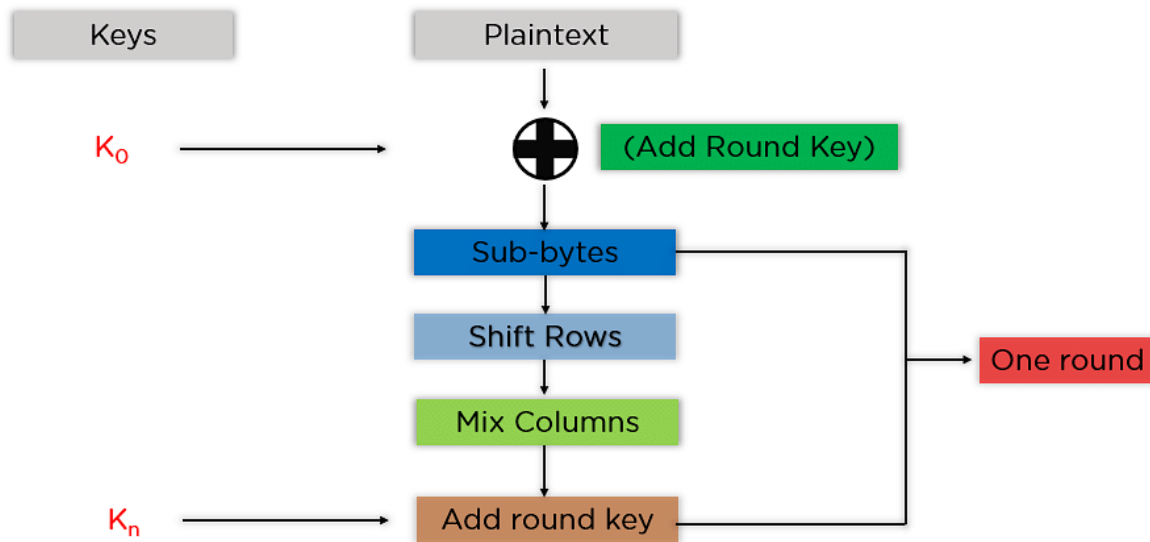 Keys
Plaintext
K₀
(Add Round Key)
Sub-bytes
Shift Rows
One round
Mix Columns
Kₙ
Add round key